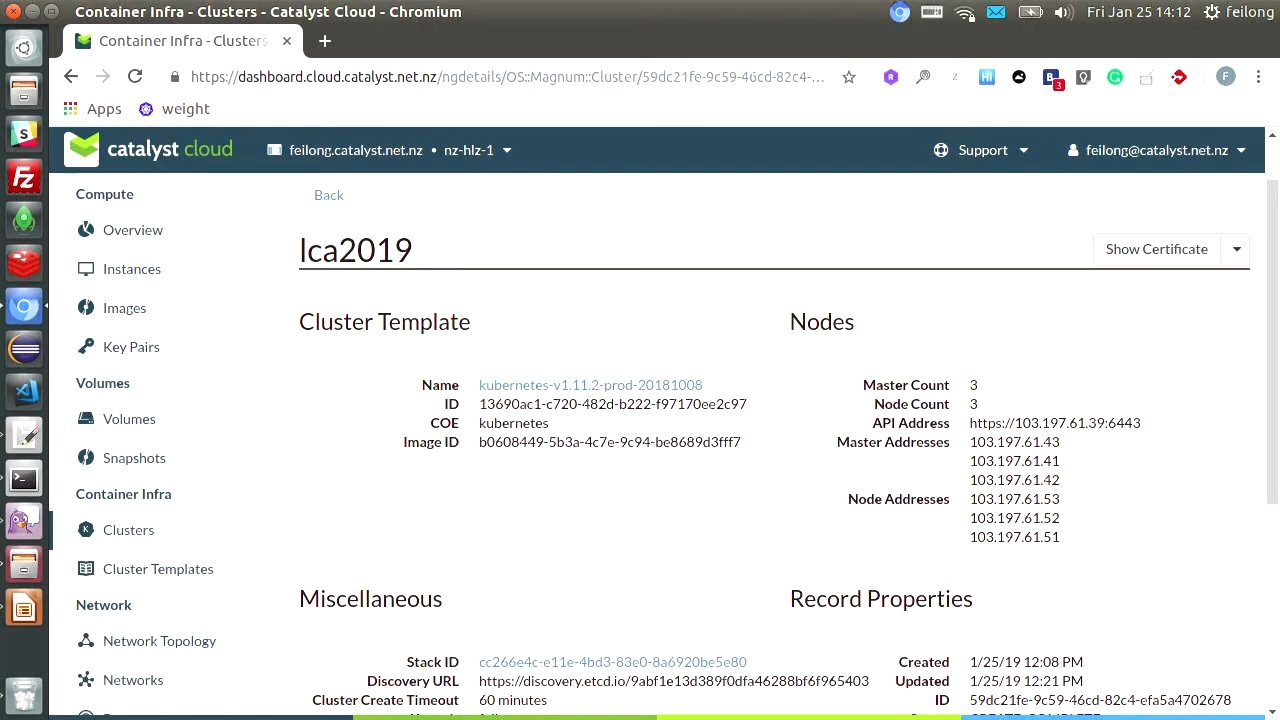 Container Infra - Clusters - Catalyst Cloud - Chromium
Fri Jan 25 14:12 feilong
Container Infra - Clusters
https://dashboard.cloud.catalyst.net.nz/ngdetails/OS::Magnum::Cluster/59dc21fe-9c59-46cd-82c4-...
Apps weight
catalyst cloud feilong.catalyst.net.nz • nz-hlz-1 Support feilong@catalyst.net.nz
Compute
Overview
Instances
Images
Key Pairs
Volumes
Volumes
Snapshots
Container Infra
Clusters
Cluster Templates
Network
Network Topology
Networks
Back
lca2019
Show Certificate
Cluster Template
Name kubernetes-v1.11.2-prod-20181008
ID 13690ac1-c720-482d-b222-f97170ee2c97
COE kubernetes
Image ID b0608449-5b3a-4c7e-9c94-be8689d3fff7
Nodes
Master Count 3
Node Count 3
API Address https://103.197.61.39:6443
Master Addresses 103.197.61.43
103.197.61.41
103.197.61.42
Node Addresses 103.197.61.53
103.197.61.52
103.197.61.51
Miscellaneous
Stack ID cc266e4c-e11e-4bd3-83e0-8a6920be5e80
Discovery URL
Cluster Create Timeout 60 minutes
Record Properties
Created 1/25/19 12:08 PM
Updated 1/25/19 12:21 PM
ID 59dc21fe-9c59-46cd-82c4-efa5a4702678